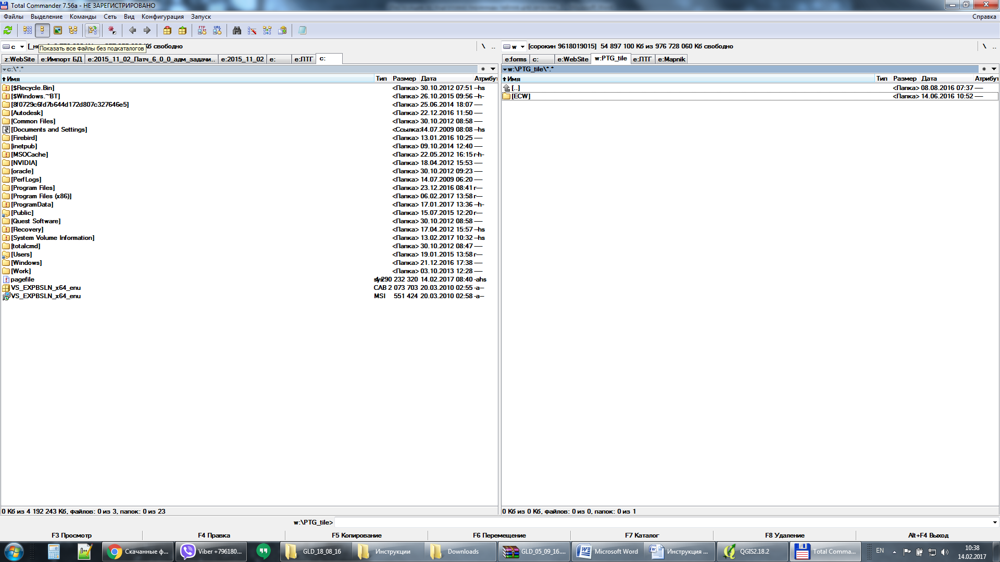 Total Commander 7.56a - НЕ ЗАРЕГИСТРИРОВАНО
Файлы Выделение Команды Сеть Вид Конфигурация Запуск Справка
FTP URL
c [_не Кб свободно \ ..
Показать все файлы без подкаталогов
w [сорокин 9618019015] 54 897 100 Кб из 976 728 060 Кб свободно \ ..
z:WebSite e:Импорт БД e:2015_11_02_Патч_6_0_0_адм_задачи... e:2015_11_02 e: e:ЛТГ c:
e:forms c: e:WebSite w:PTG_tile e:ЛТГ e:Mapnik
c:\*.* *
w:\PTG_tile\*.* *
Имя Тип Размер Дата Атрибут
Имя Тип Размер Дата Атрибут
[$Recycle.Bin] <Папка> 30.10.2012 07:51 --hs
[$Windows.~BT] <Папка> 26.10.2015 09:56 --h-
[8f0729c6fd7b644d172d807c327646e5] <Папка> 25.06.2014 18:07 ----
[Autodesk] <Папка> 22.12.2016 11:50 ----
[Common Files] <Папка> 30.10.2012 08:58 ----
[Documents and Settings] <Ссылка> 14.07.2009 08:08 --hs
[Firebird] <Папка> 13.01.2016 10:25 ----
[inetpub] <Папка> 09.10.2014 12:40 ----
[MSOCache] <Папка> 22.05.2012 16:15 r-h-
[NVIDIA] <Папка> 18.04.2012 15:53 ----
[oracle] <Папка> 30.10.2012 09:23 ----
[PerfLogs] <Папка> 14.07.2009 06:20 ----
[Program Files] <Папка> 23.12.2016 08:41 r---
[Program Files (x86)] <Папка> 06.02.2017 13:58 r---
[ProgramData] <Папка> 17.01.2017 13:36 --h-
[Public] <Папка> 15.07.2015 12:20 r---
[Quest Software] <Папка> 30.10.2012 08:58 ----
[Recovery] <Папка> 17.04.2012 15:57 --hs
[System Volume Information] <Папка> 13.02.2017 10:32 --hs
[totalcmd] <Папка> 30.10.2012 08:47 ----
[Users] <Папка> 19.01.2015 13:58 r---
[Windows] <Папка> 21.12.2016 17:38 ----
[Work] <Папка> 03.10.2013 12:28 ----
pagefile sys 4 290 232 320 14.02.2017 08:40 -ahs
VS_EXPBSLN_x64_enu CAB 2 073 703 20.03.2010 02:55 -a--
VS_EXPBSLN_x64_enu MSI 551 424 20.03.2010 02:58 -a--
[..] <Папка> 08.08.2016 07:37 ----
[ECW] <Папка> 14.06.2016 10:52 ----
0 Кб из 4 192 243 Кб, файлов: 0 из 3, папок: 0 из 23
0 Кб из 0 Кб, файлов: 0 из 0, папок: 0 из 1
w:\PTG_tile>
F3 Просмотр F4 Правка F5 Копирование F6 Перемещение F7 Каталог F8 Удаление Alt+F4 Выход
Скачанные ф... Viber +796180... GLD_18_08_16 Инструкции Downloads GLD_05_09_16.... Microsoft Word Инструкция ... QGIS2.18.2 Total Comma... EN 10:38
14.02.2017